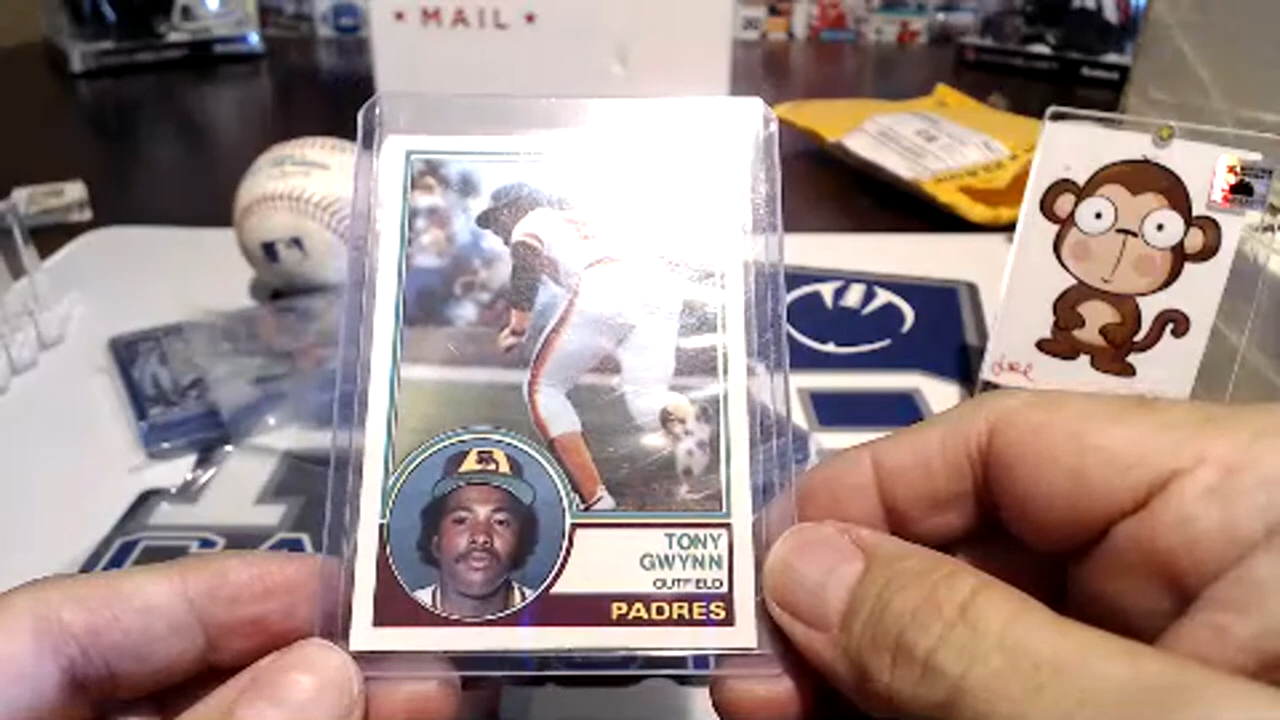 ★ MAIL ★
TONY
GWYNN
OUTFIELD
PADRES